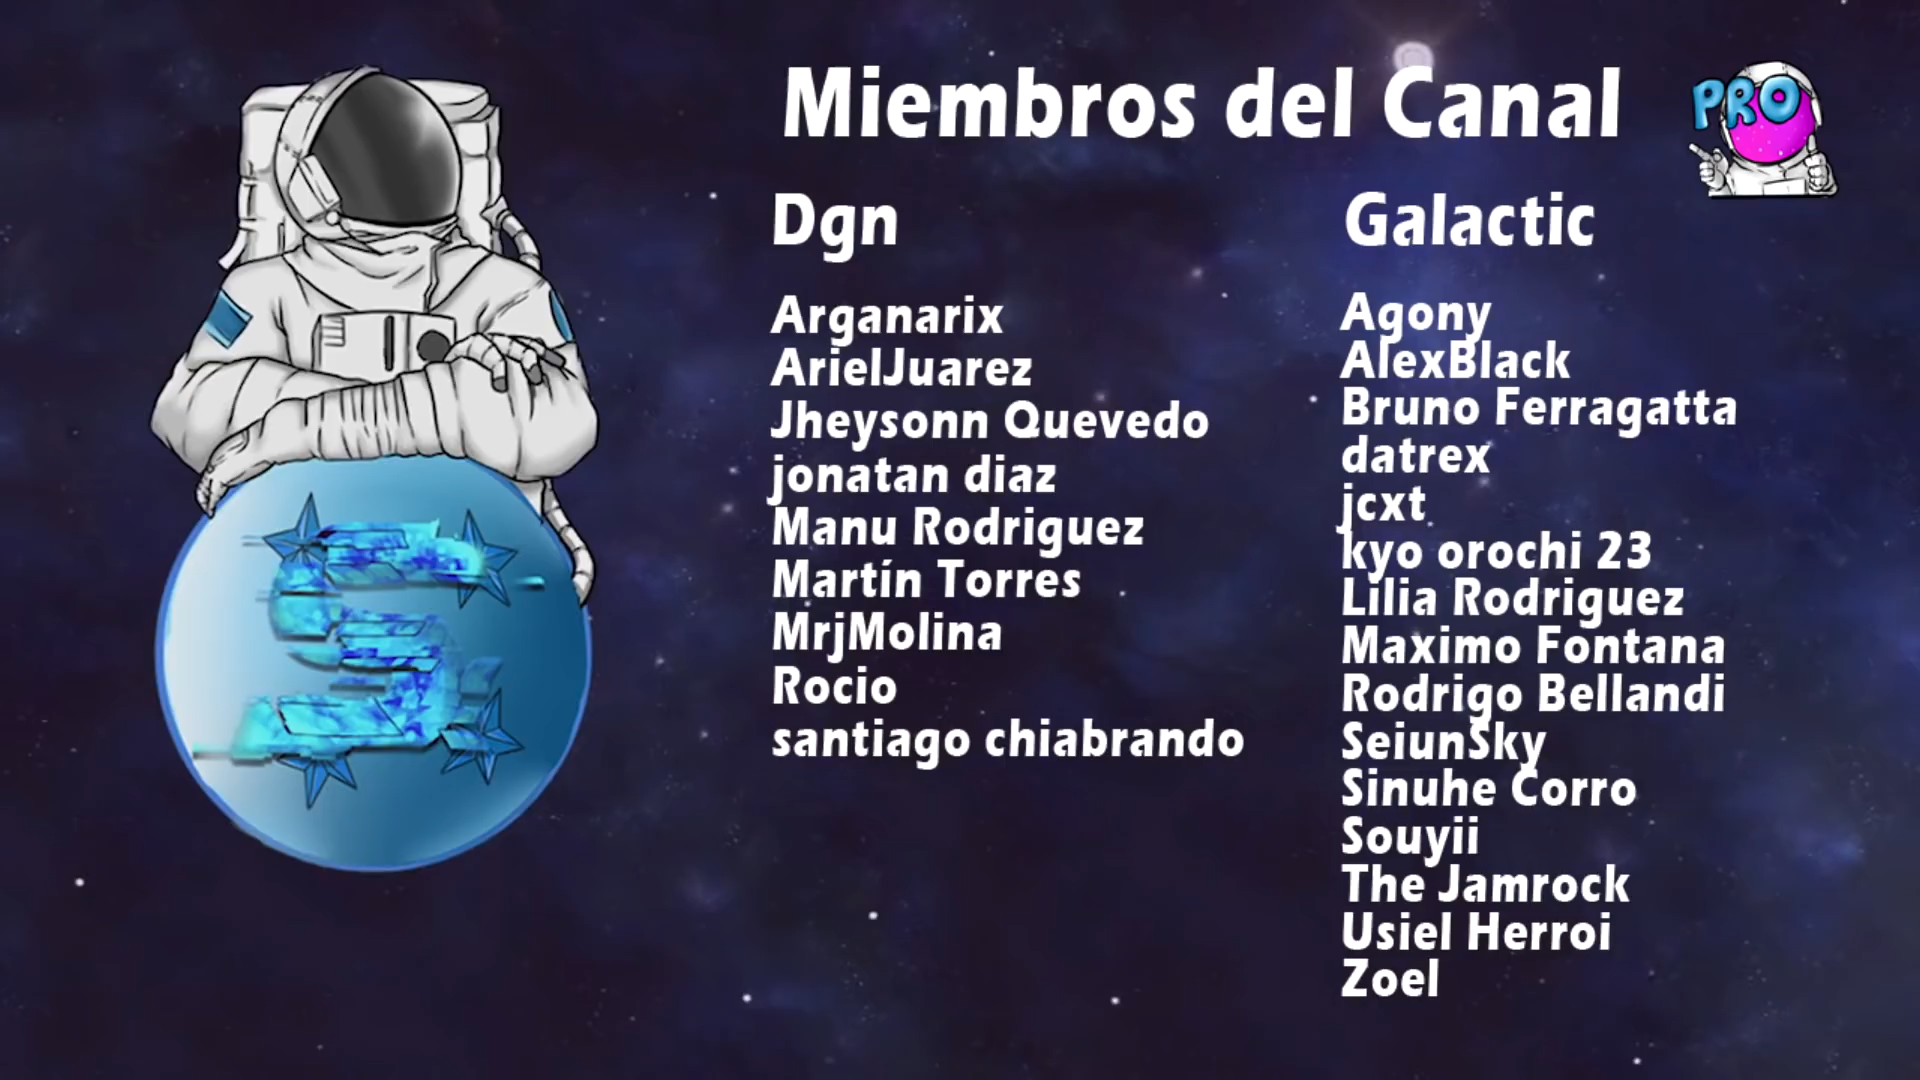 Miembros del Canal
PRO
Dgn
Arganarix
ArielJuarez
Jheysonn Quevedo
jonatan diaz
Manu Rodriguez
Martín Torres
MrjMolina
Rocio
santiago chiabrando
Galactic
Agony
AlexBlack
Bruno Ferragatta
datrex
jcxt
kyo orochi 23
Lilia Rodriguez
Maximo Fontana
Rodrigo Bellandi
SeiunSky
Sinuhe Corro
Souyii
The Jamrock
Usiel Herroi
Zoel
S